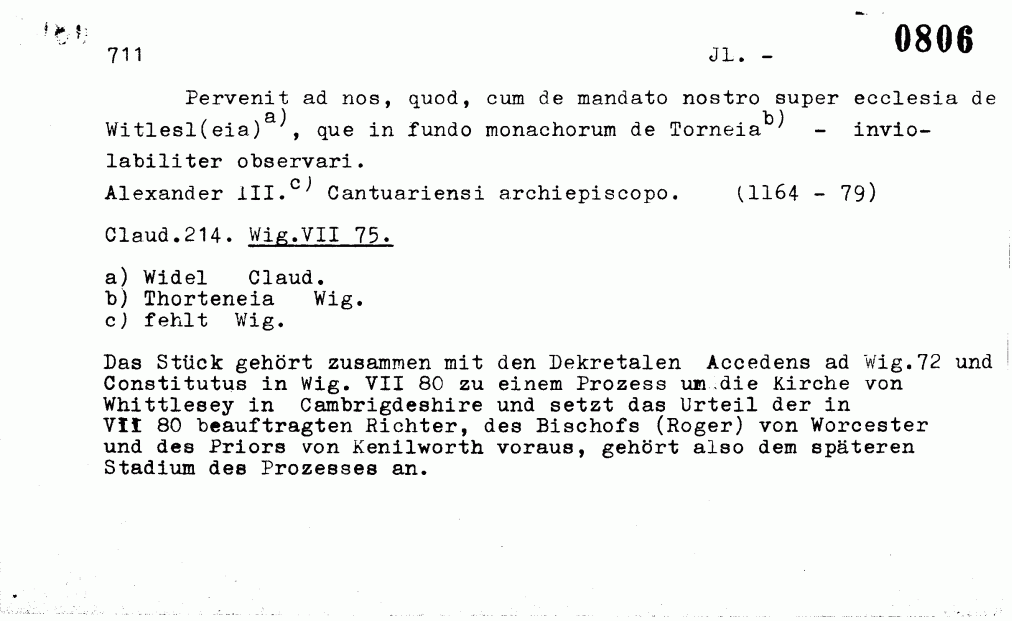 711 Jl. - 0806
Pervenit ad nos, quod, cum de mandato nostro super ecclesia de
Witlesl(eia)a), que in fundo monachorum de Torneiab) - invio-
labiliter observari.
Alexander III.c) Cantuariensi archiepiscopo. (1164 - 79)
Claud.214. Wig.VII 75.
a) Widel Claud.
b) Thorteneia Wig.
c) fehlt Wig.
Das Stück gehört zusammen mit den Dekretalen Accedens ad Wig.72 und
Constitutus in Wig. VII 80 zu einem Prozess um die Kirche von
Whittlesey in Cambrigdeshire und setzt das Urteil der in
VII 80 beauftragten Richter, des Bischofs (Roger) von Worcester
und des Priors von Kenilworth voraus, gehört also dem späteren
Stadium des Prozesses an.